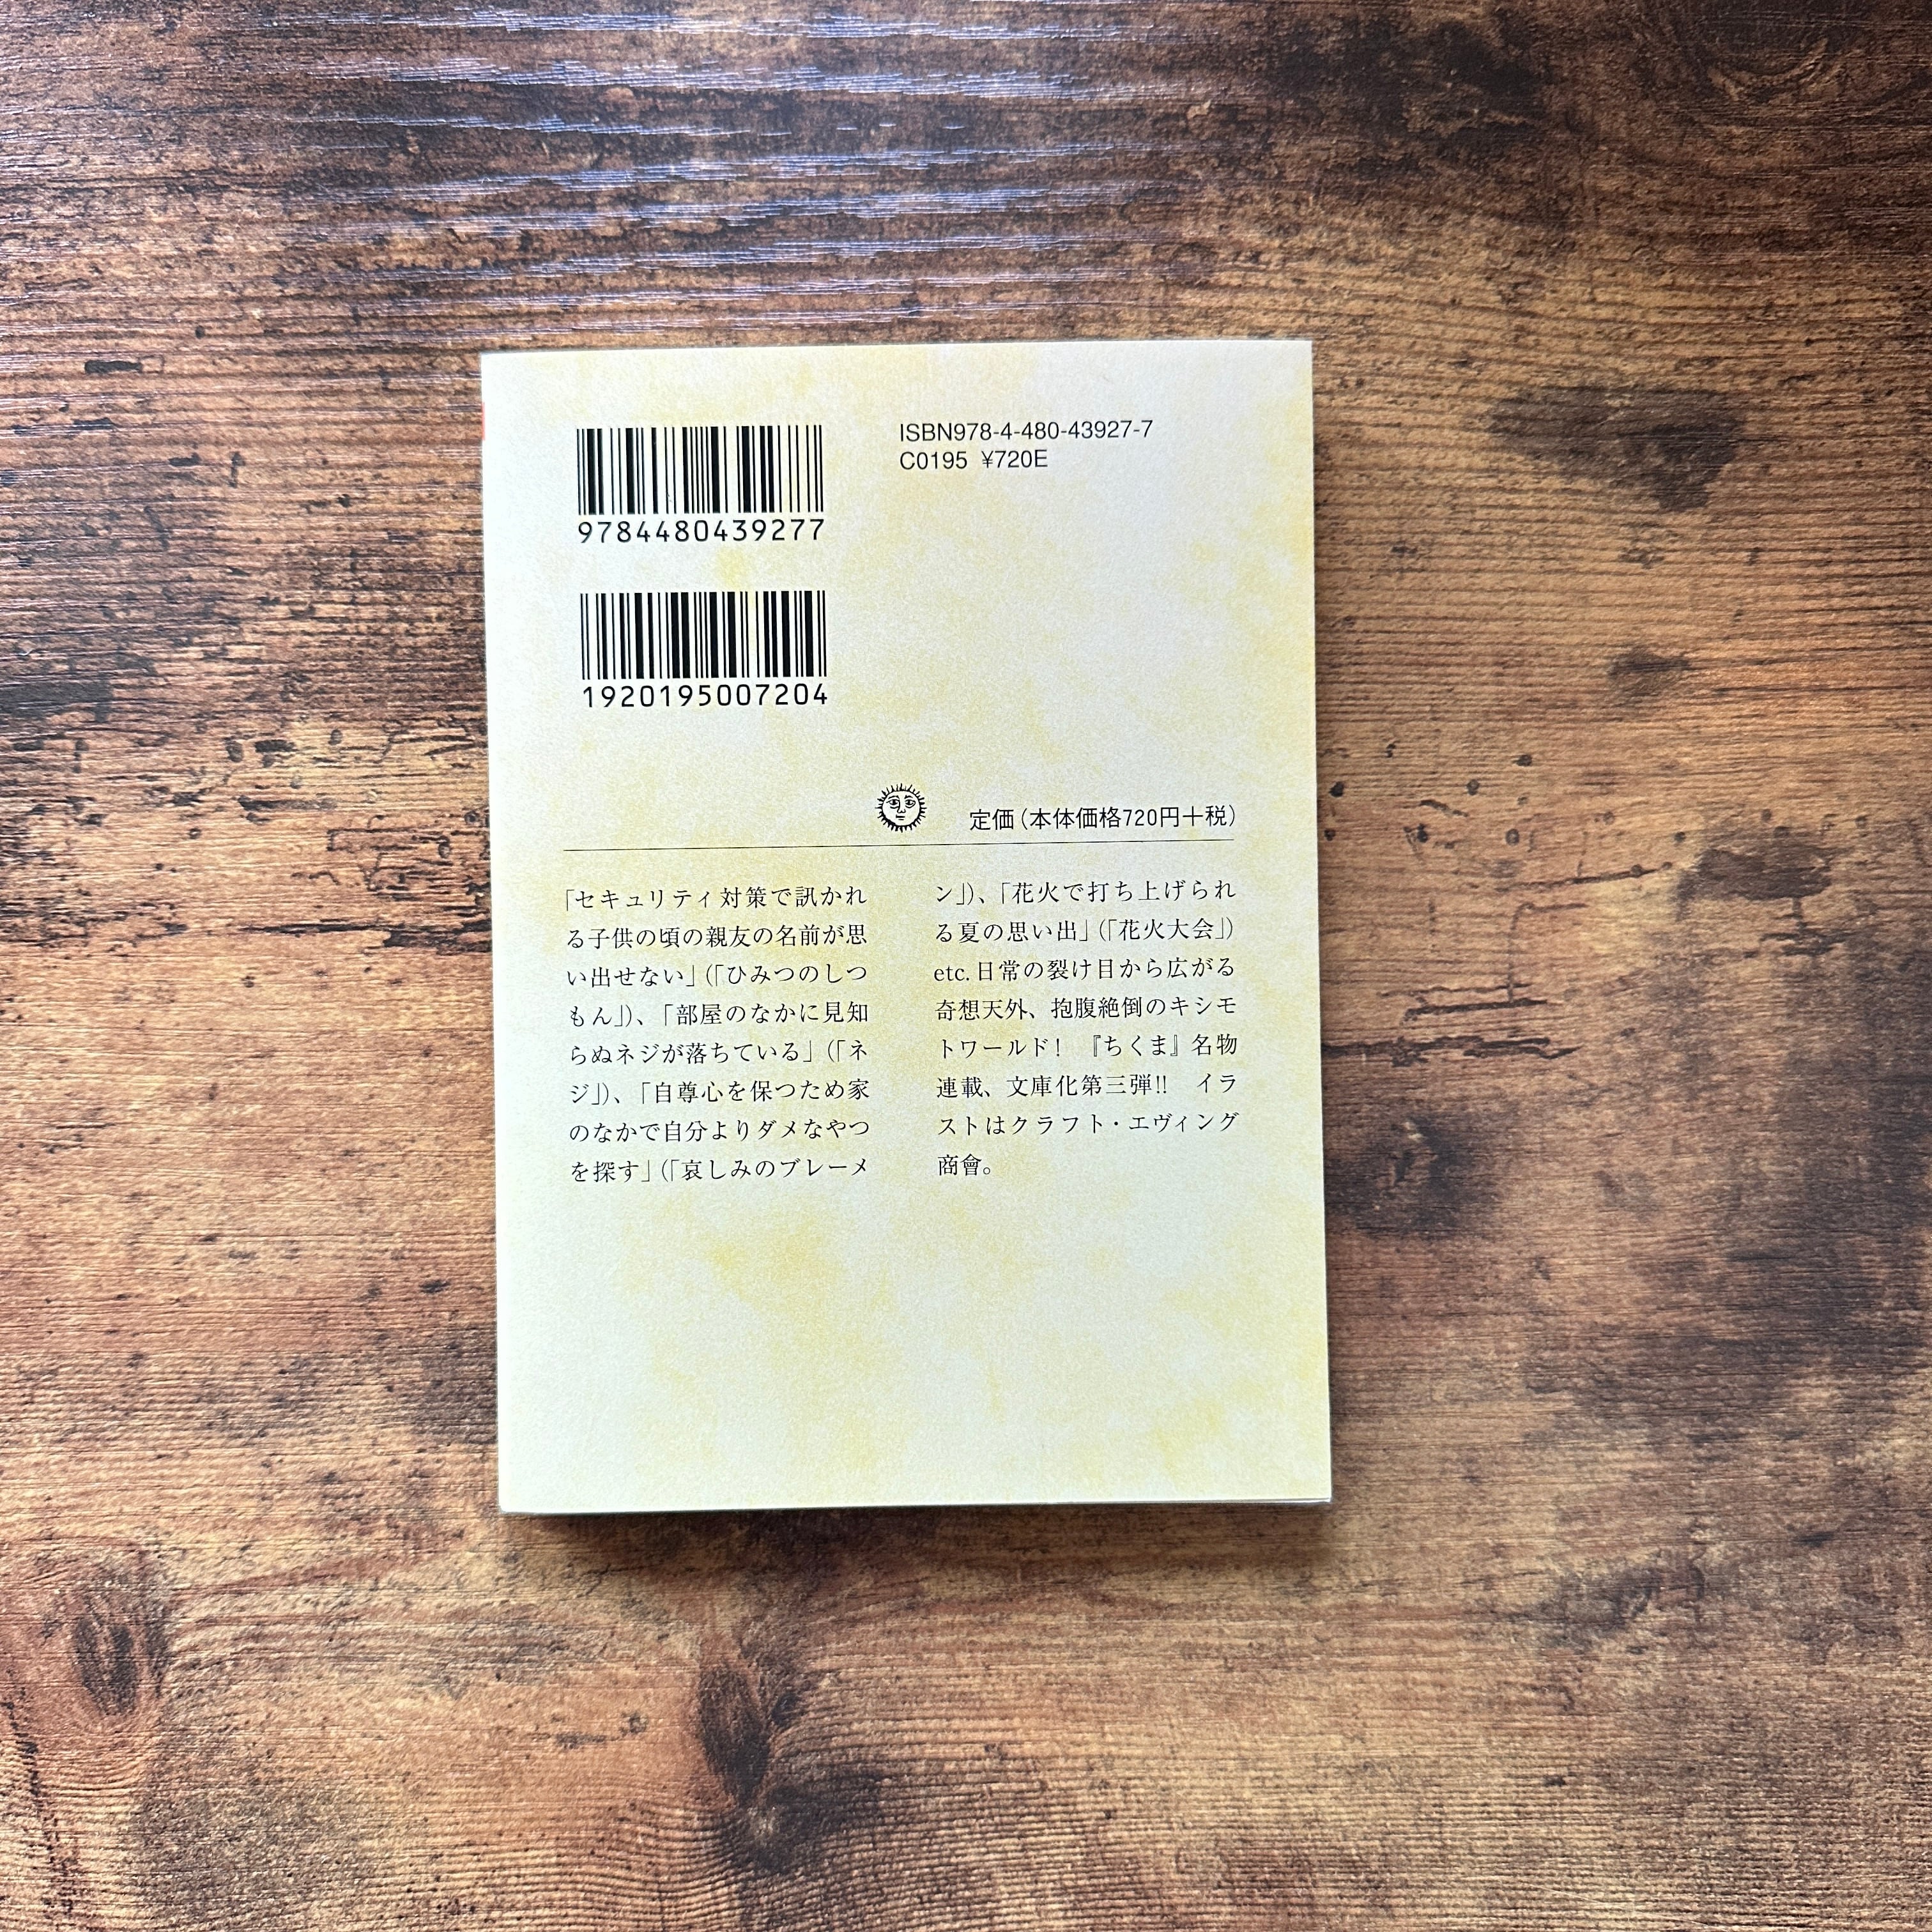 9784480439277
ISBN978-4-480-43927-7
C0195 ¥720E
1920195007204
定価(本体価格720円+税)
「セキュリティ対策で訊かれ
る子供の頃の親友の名前が思
い出せない」(「ひみつのしつ
もん」)、「部屋のなかに見知
らぬネジが落ちている」(「ネ
ジ」)、「自尊心を保つため家
のなかで自分よりダメなやつ
を探す」(「哀しみのブレーメ
ン」)、「花火で打ち上げられ
る夏の思い出」(「花火大会」)
etc.日常の裂け目から広がる
奇想天外、抱腹絶倒のキシモ
トワールド! 『ちくま』名物
連載、文庫化第三弾!! イラ
ストはクラフト・エヴィング
商會。